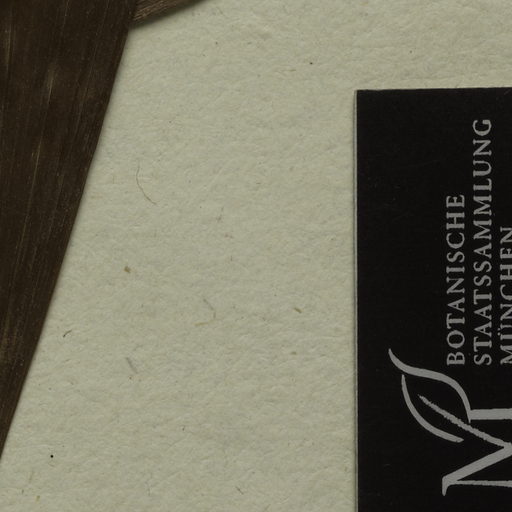 BOTANISCHE
STAATSSAMMLUNG
MÜNCHEN
M